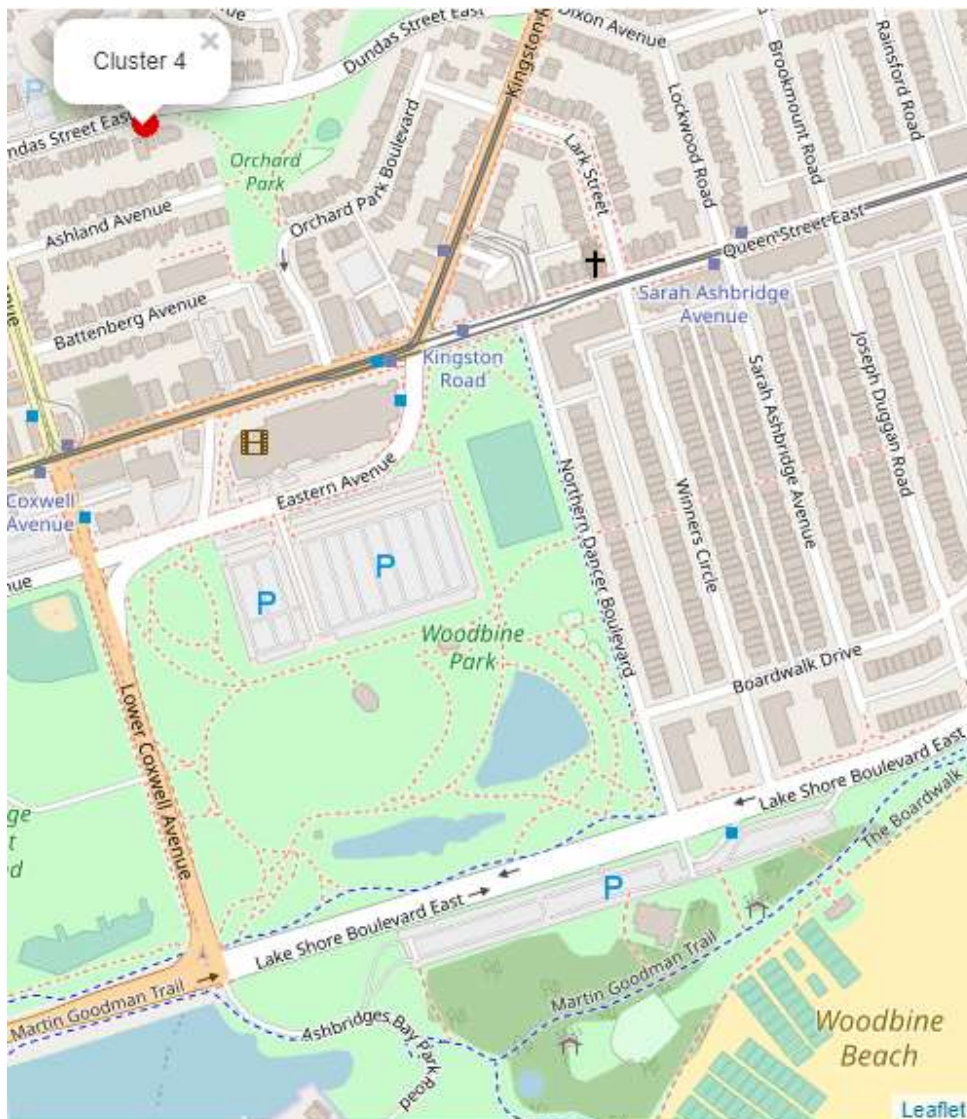 Cluster 4
×
Dundas Street East
Kingston R
Dixon Avenue
Rainsford Road
Brookmount Road
Lockwood Road
P
undas Street East
Orchard
Park
Orchard Park Boulevard
Lark Street
Ashland Avenue
Queen Street East
Battenberg Avenue
Sarah Ashbridge
Avenue
venue
Kingston
Road
Joseph Duggan Road
Sarah Ashbridge Avenue
Coxwell
Avenue
Eastern Avenue
Northern Dancer Boulevard
Winners Circle
nue
P
P
Woodbine
Park
Boardwalk Drive
Lower Coxwell Avenue
Lake Shore Boulevard East
ge
t
d
The Boardwalk
P
Lake Shore Boulevard East
Martin Goodman Trail
Martin Goodman Trail
Ashbridges Bay Park Road
Woodbine
Beach
Leaflet